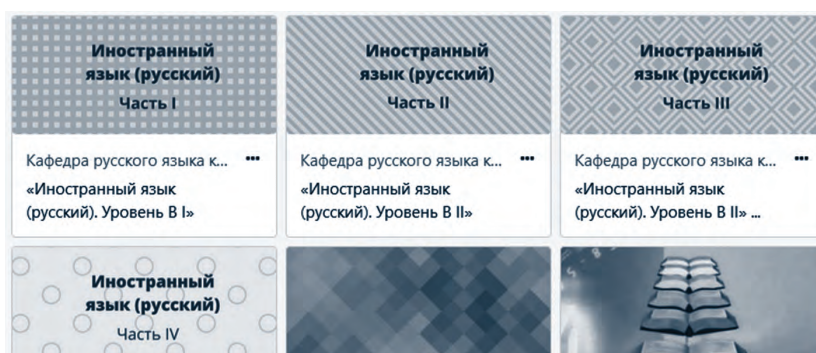 Иностранный
язык (русский)
Часть I
Иностранный
язык (русский)
Часть II
Иностранный
язык (русский)
Часть III
Кафедра русского языка к... •••
«Иностранный язык
(русский). Уровень В I»
Кафедра русского языка к... •••
«Иностранный язык
(русский). Уровень В II»
Кафедра русского языка к... •••
«Иностранный язык
(русский). Уровень В II» ...
Иностранный
язык (русский)
Часть IV